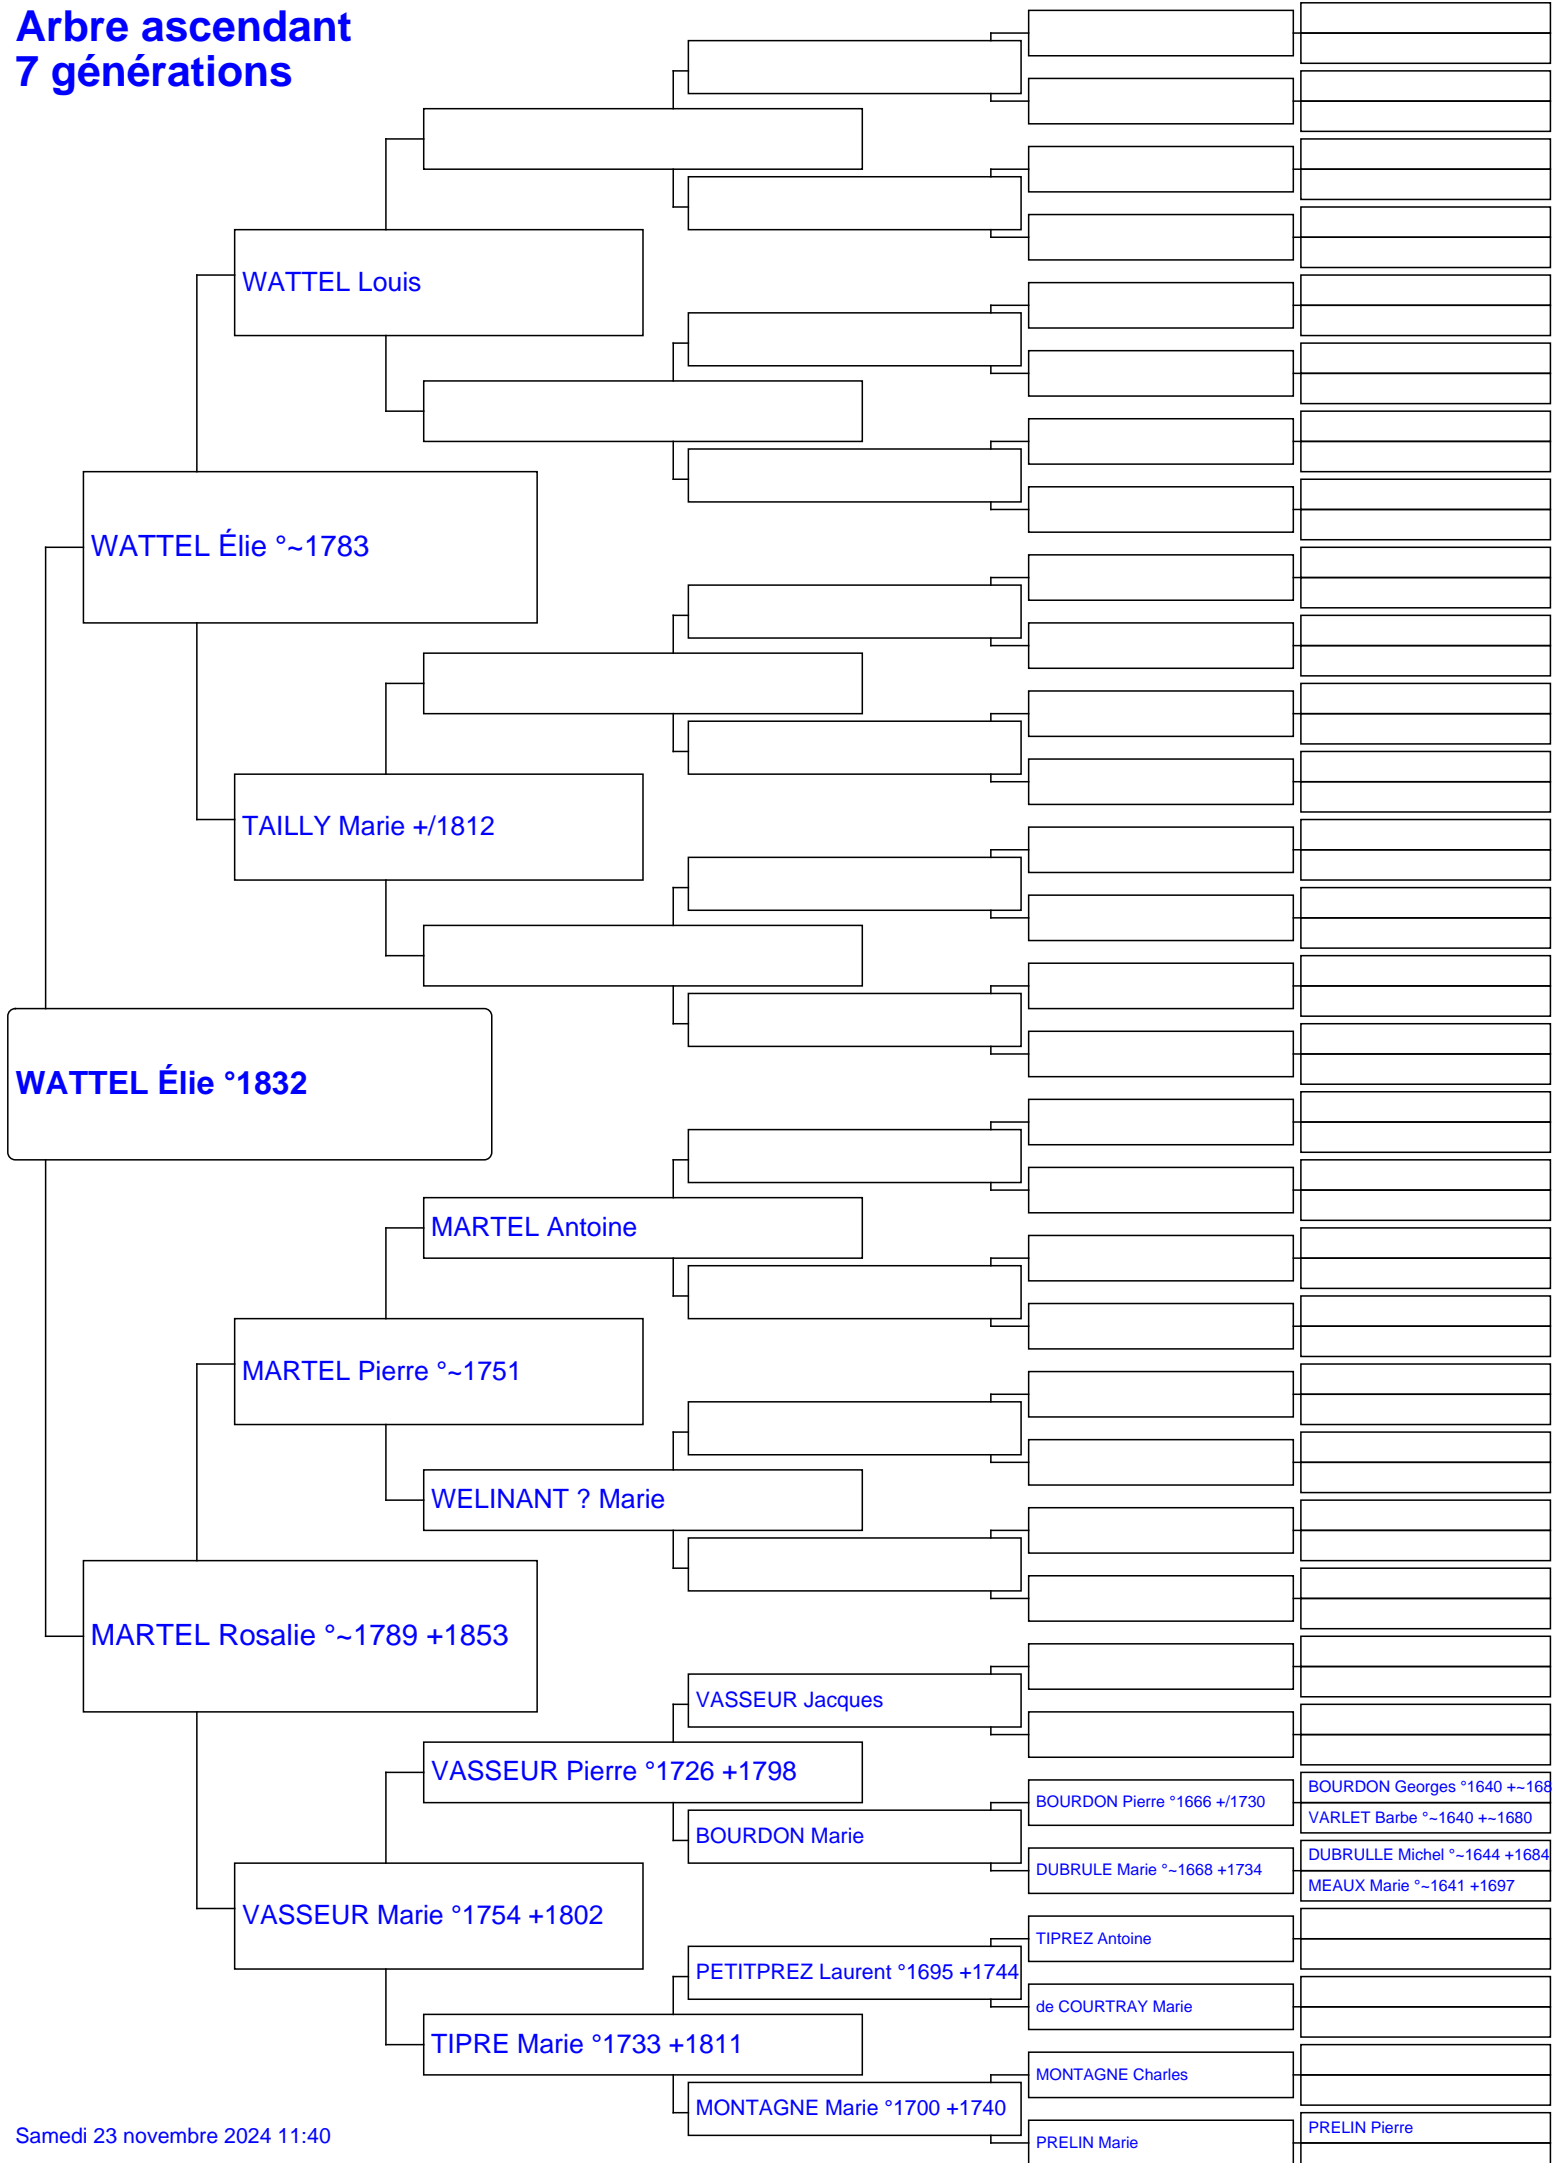 Arbre ascendant
7 générations
WATTEL Louis
WATTEL Élie °~1783
TAILLY Marie +/1812
WATTEL Élie °1832
MARTEL Antoine
MARTEL Pierre °~1751
WELINANT ? Marie
MARTEL Rosalie °~1789 +1853
VASSEUR Jacques
VASSEUR Pierre °1726 +1798
BOURDON Georges °1640 +~168
BOURDON Pierre °1666 +/1730
VARLET Barbe °~1640 +~1680
BOURDON Marie
DUBRULLE Michel °~1644 +1684
DUBRULE Marie °~1668 +1734
MEAUX Marie °~1641 +1697
VASSEUR Marie °1754 +1802
TIPREZ Antoine
PETITPREZ Laurent °1695 +1744
de COURTRAY Marie
TIPRE Marie °1733 +1811
MONTAGNE Charles
MONTAGNE Marie °1700 +1740
PRELIN Pierre
PRELIN Marie
Samedi 23 novembre 2024 11:40